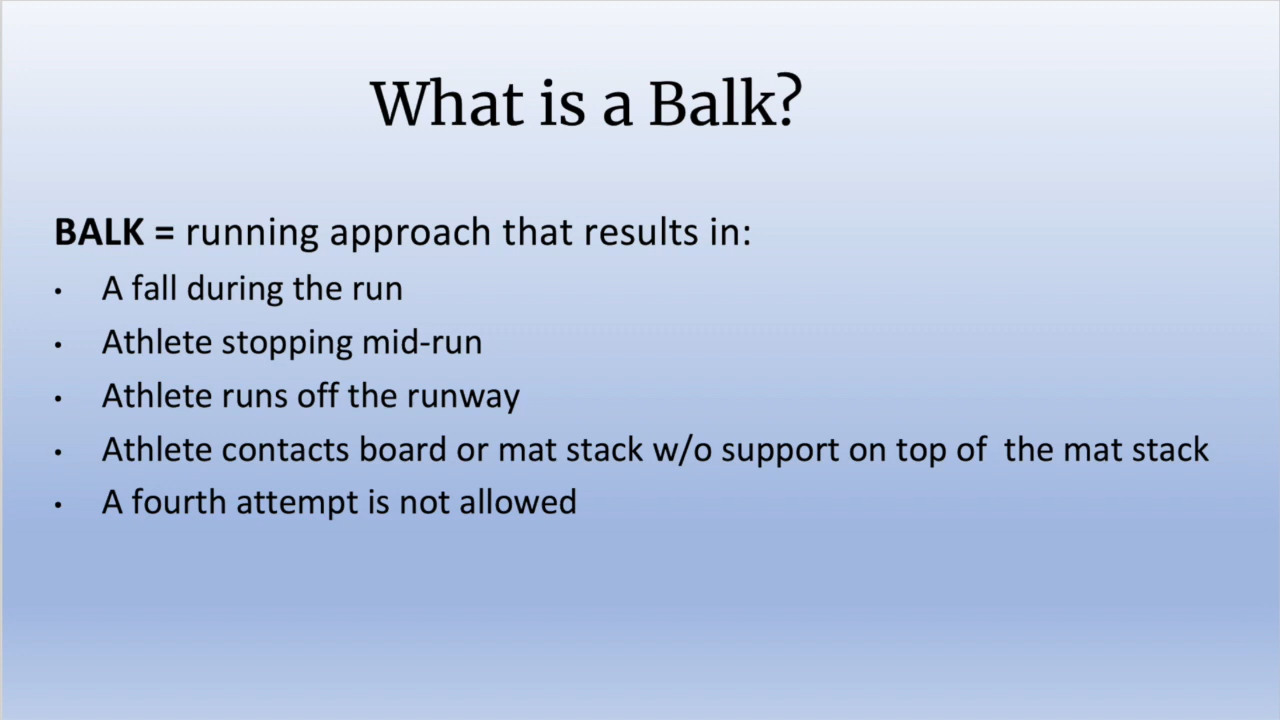 What is a Balk?
BALK = running approach that results in:
• A fall during the run
• Athlete stopping mid-run
• Athlete runs off the runway
• Athlete contacts board or mat stack w/o support on top of  the mat stack
• A fourth attempt is not allowed